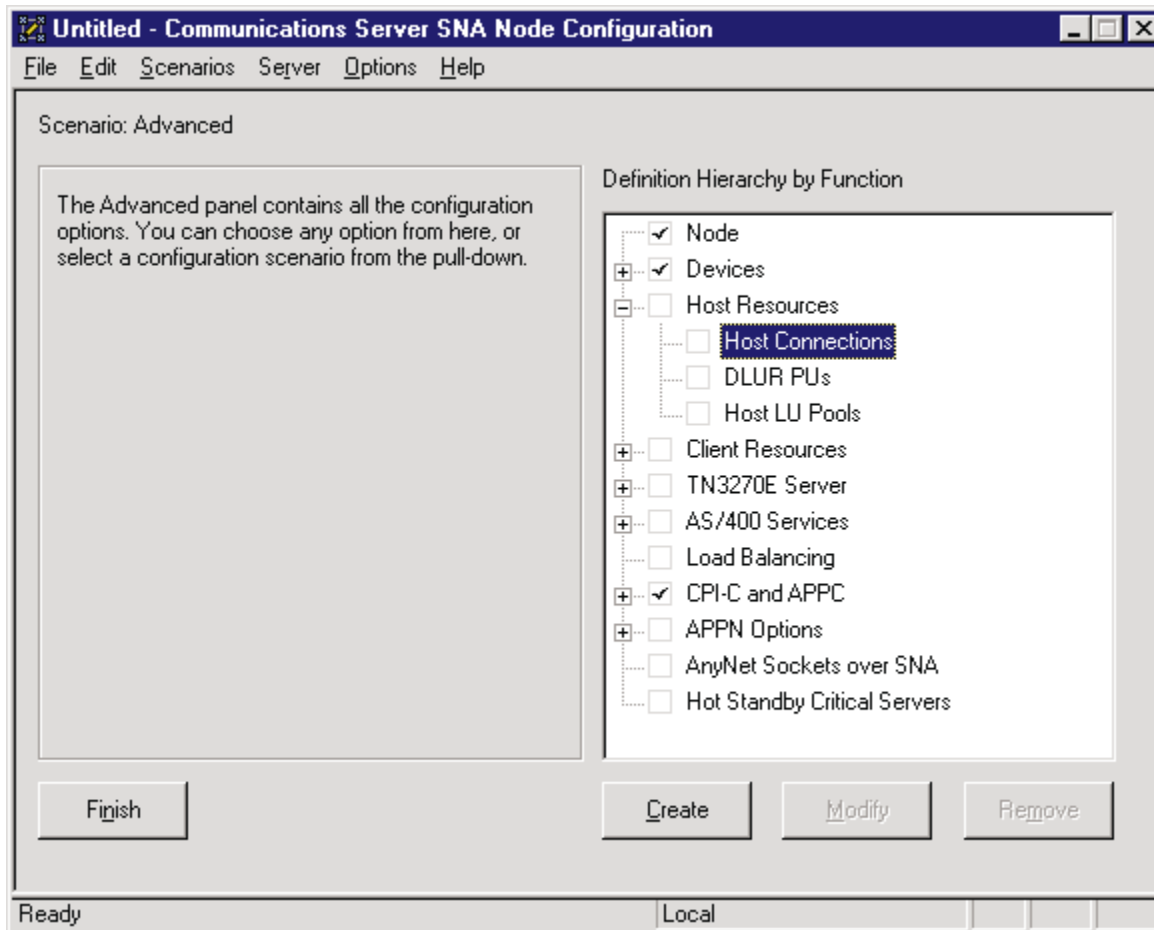 Untitled - Communications Server SNA Node Configuration
File Edit Scenarios Server Options Help
Scenario: Advanced
The Advanced panel contains all the configuration
options. You can choose any option from here, or
select a configuration scenario from the pull-down.
Definition Hierarchy by Function
Node
Devices
Host Resources
Host Connections
DLUR PUs
Host LU Pools
Client Resources
TN3270E Server
AS/400 Services
Load Balancing
CPI-C and APPC
APPN Options
AnyNet Sockets over SNA
Hot Standby Critical Servers
Finish
Create Modify Remove
Ready Local